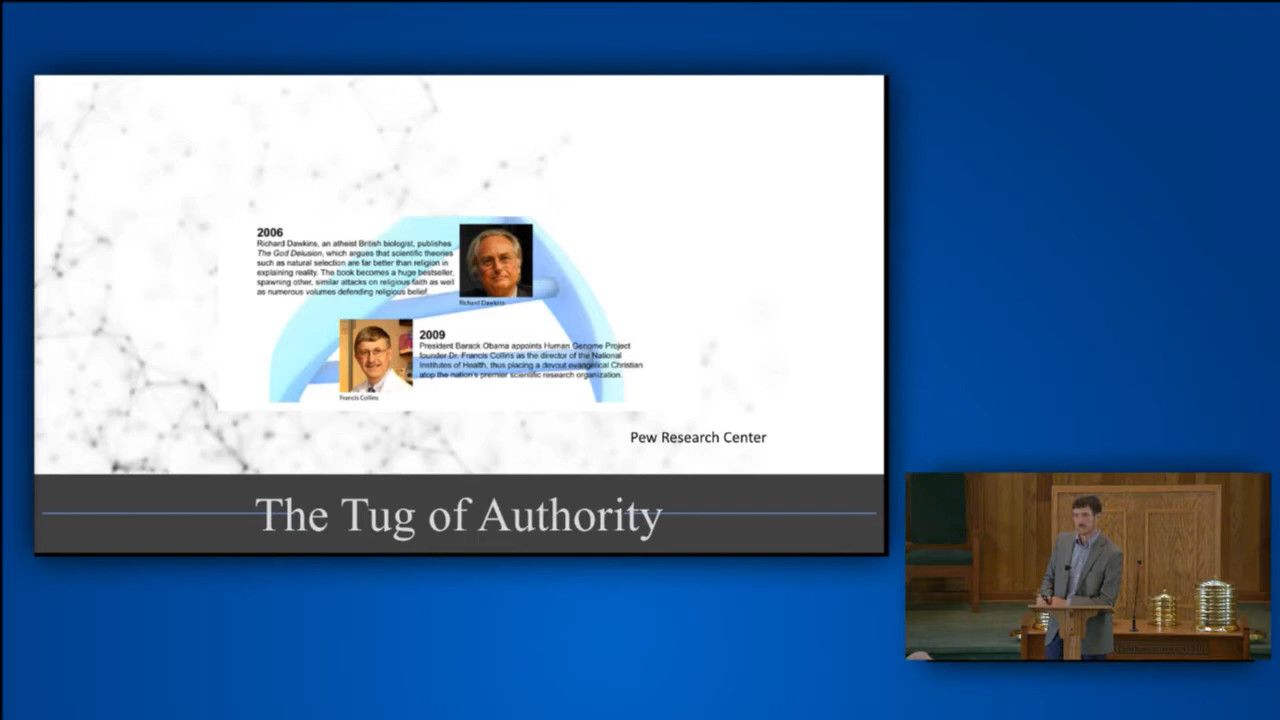 2006
Richard Dawkins, an atheist British biologist, publishes
The God Delusion, which argues that scientific theories
such as natural selection are far better than religion in
explaining reality. The book becomes a huge bestseller,
spawning other, similar attacks on religious faith as well
as numerous volumes defending religious belief.
Richard Dawkins
2009
President Barack Obama appoints Human Genome Project
founder Dr. Francis Collins as the director of the National
Institutes of Health, thus placing a devout evangelical Christian
atop the nation's premier scientific research organization.
Francis Collins
Pew Research Center
The Tug of Authority